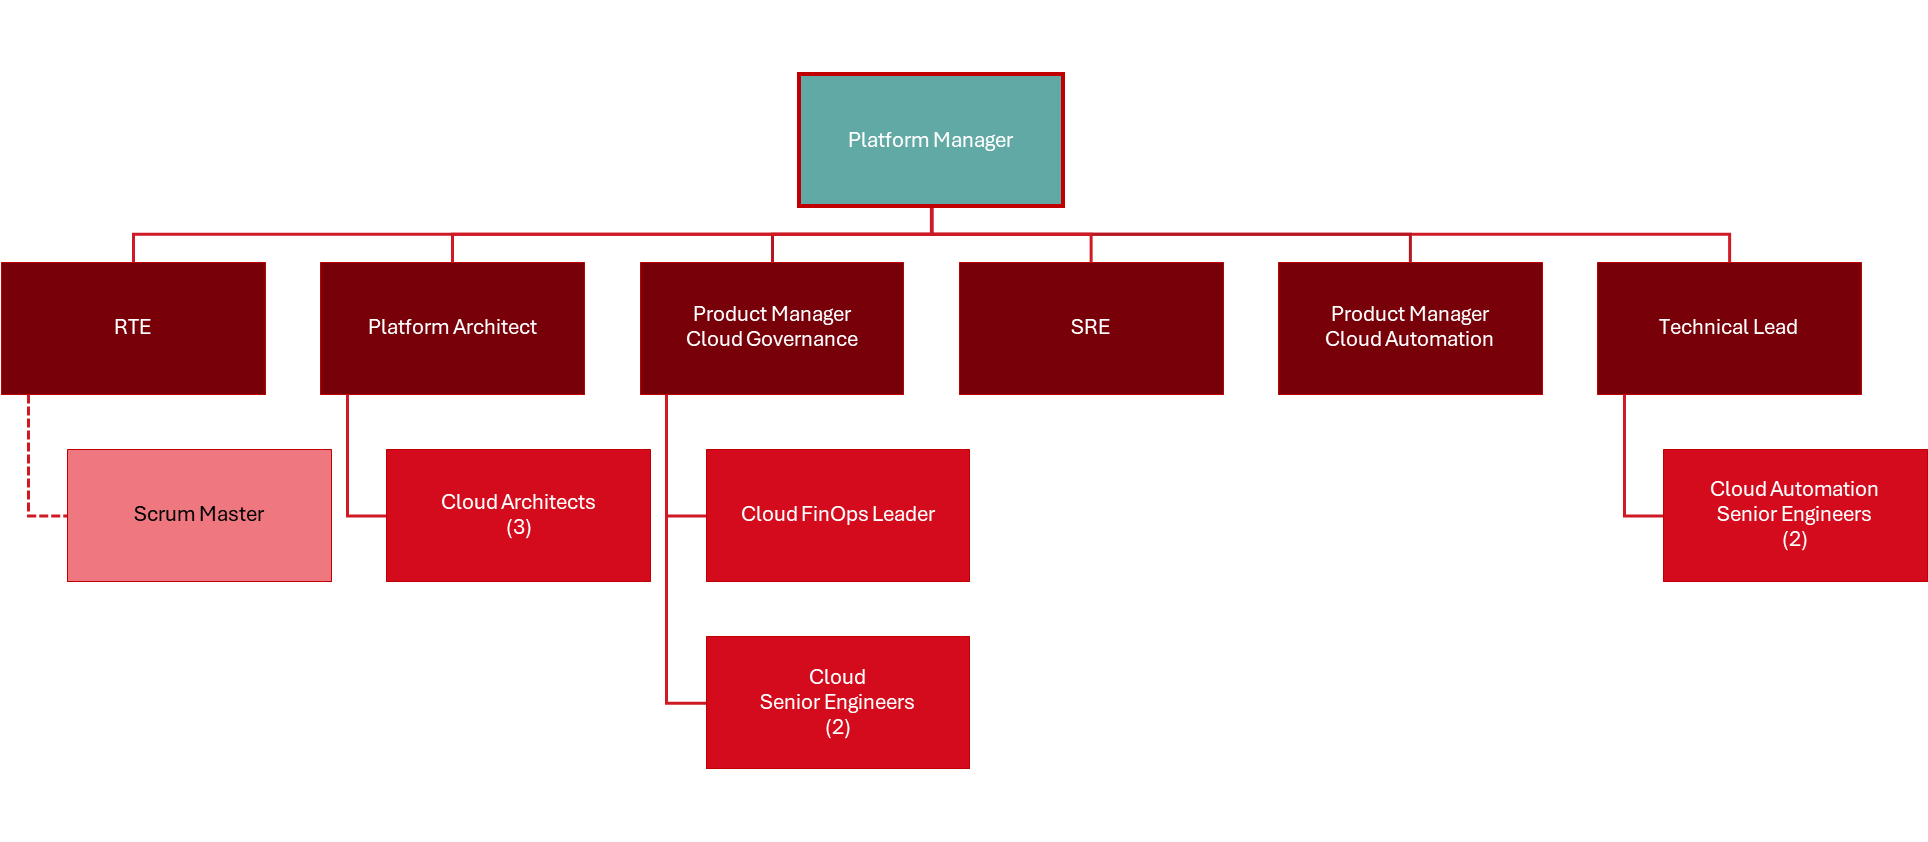 Platform Manager
RTE
Platform Architect
Product Manager
Cloud Governance
SRE
Product Manager
Cloud Automation
Technical Lead
Scrum Master
Cloud Architects
(3)
Cloud FinOps Leader
Cloud Automation
Senior Engineers
(2)
Cloud
Senior Engineers
(2)